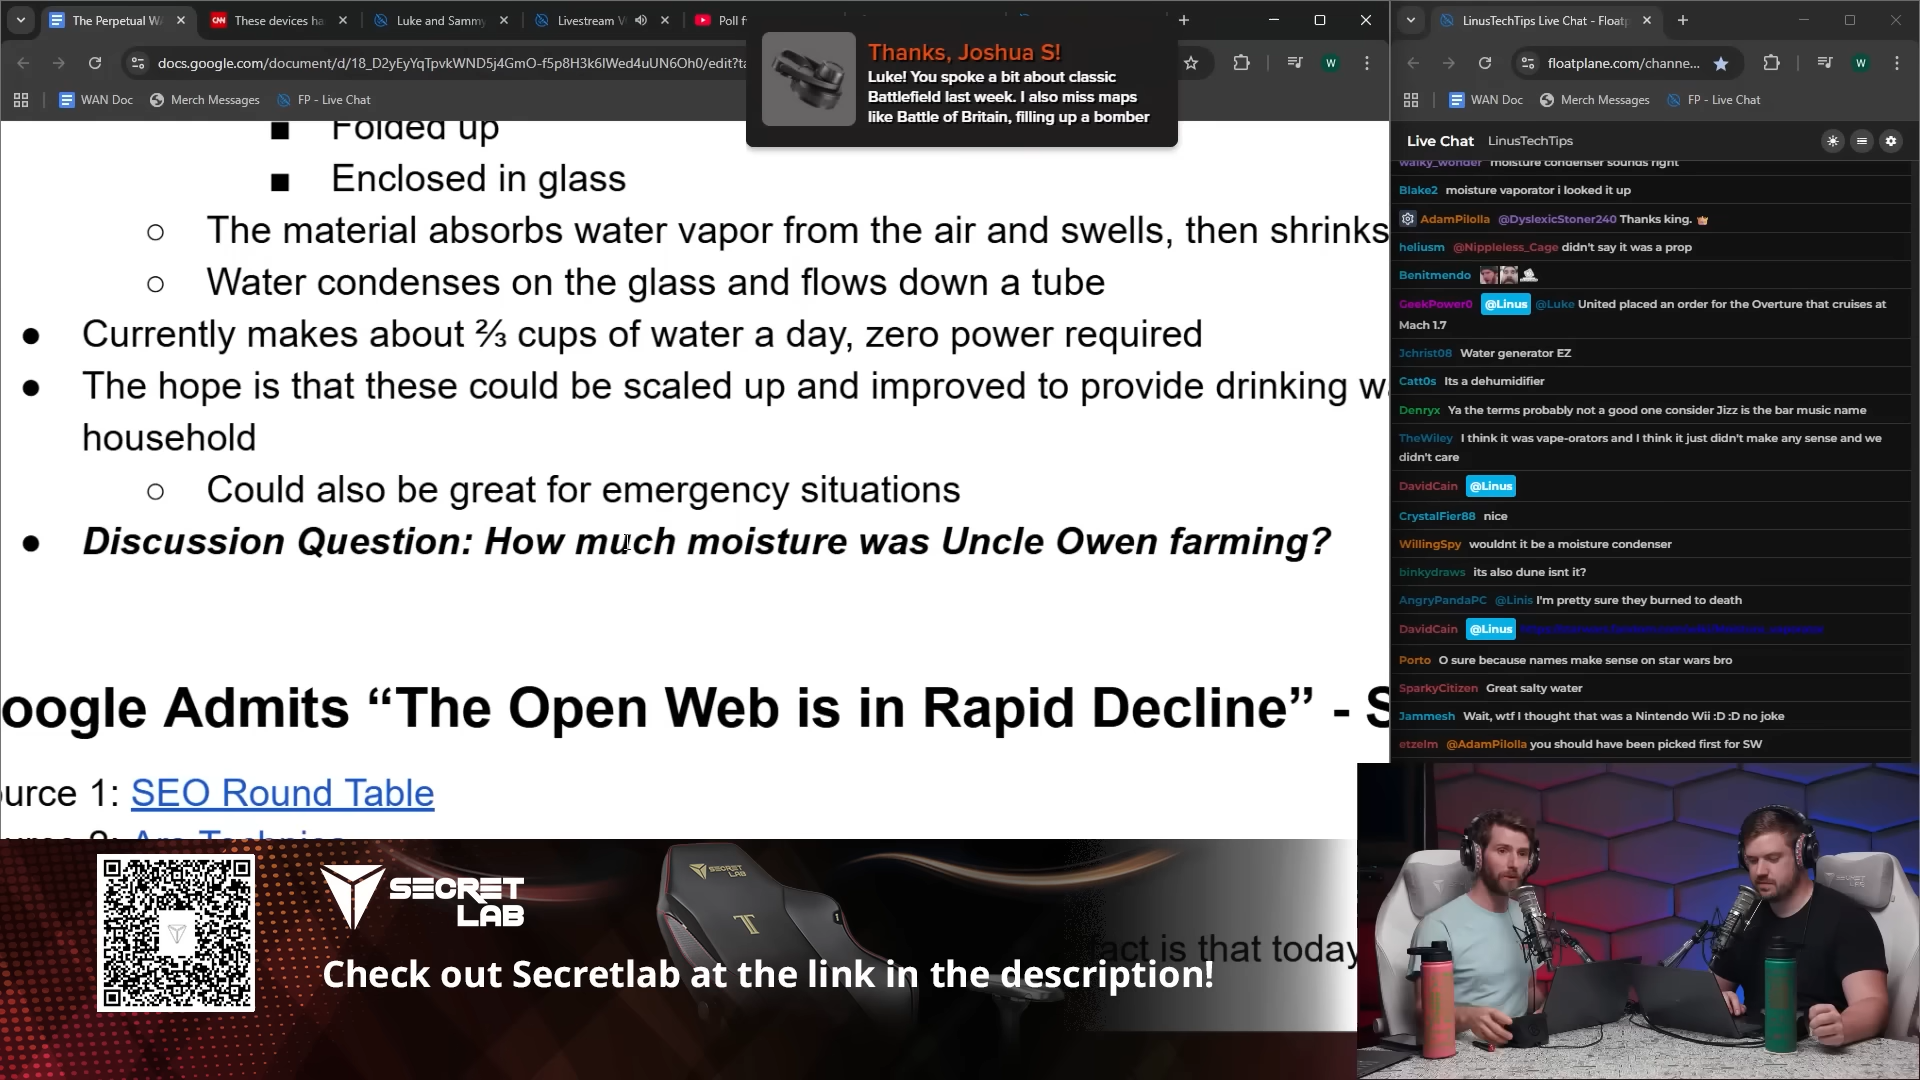 The Perpetual W
These devices ha
Luke and Sammy
Livestream V
Poll f
LinusTechTips Live Chat - Floatp
docs.google.com/document/d/18_D2yEyYqTpvkWND5j4GmO-f5p8H3k6IWed4uUN6Oh0/edit?ta
W
floatplane.com/channe...
W
WAN Doc
Merch Messages
FP - Live Chat
WAN Doc
Merch Messages
FP - Live Chat
Thanks, Joshua S!
Luke! You spoke a bit about classic
Battlefield last week. I also miss maps
like Battle of Britain, filling up a bomber
Folded up
Enclosed in glass
The material absorbs water vapor from the air and swells, then shrinks
Water condenses on the glass and flows down a tube
Currently makes about ⅔ cups of water a day, zero power required
The hope is that these could be scaled up and improved to provide drinking wa
household
Could also be great for emergency situations
Discussion Question: How much moisture was Uncle Owen farming?
oogle Admits “The Open Web is in Rapid Decline” - S
ource 1: SEO Round Table
act is that today
SECRET
LAB
Check out Secretlab at the link in the description!
Live Chat LinusTechTips
walky_wonder moisture condenser sounds right
Blake2 moisture vaporator i looked it up
AdamPilolla @DyslexicStoner240 Thanks king.
heliusm @Nippleless_Cage didn't say it was a prop
Benitmendo
GeekPower0 @Linus @Luke United placed an order for the Overture that cruises at
Mach 1.7
Jchrist08 Water generator EZ
Catt0s Its a dehumidifier
Denryx Ya the terms probably not a good one consider Jizz is the bar music name
TheWiley I think it was vape-orators and I think it just didn't make any sense and we
didn't care
DavidCain @Linus
CrystalFier88 nice
WillingSpy wouldnt it be a moisture condenser
binkydraws its also dune isnt it?
AngryPandaPC @Linis I'm pretty sure they burned to death
DavidCain @Linus
Porto O sure because names make sense on star wars bro
SparkyCitizen Great salty water
Jammesh Wait, wtf I thought that was a Nintendo Wii :D :D no joke
etzelm @AdamPilolla you should have been picked first for SW